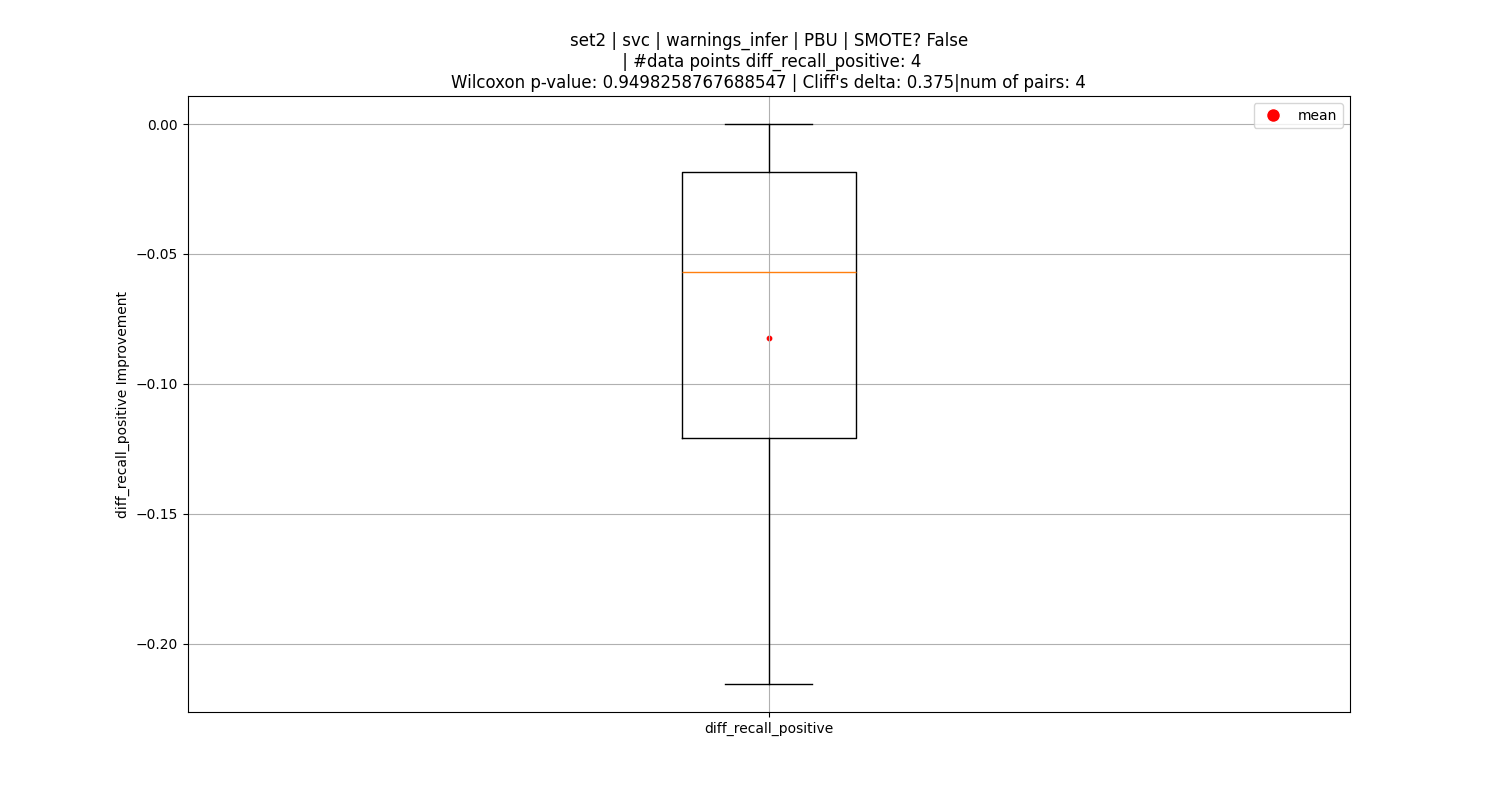 set2 | svc | warnings_infer | PBU | SMOTE? False
| #data points diff_recall_positive: 4
Wilcoxon p-value: 0.9498258767688547 | Cliff's delta: 0.375|num of pairs: 4
mean
0.00
−0.05
−0.10
−0.15
−0.20
diff_recall_positive Improvement
diff_recall_positive